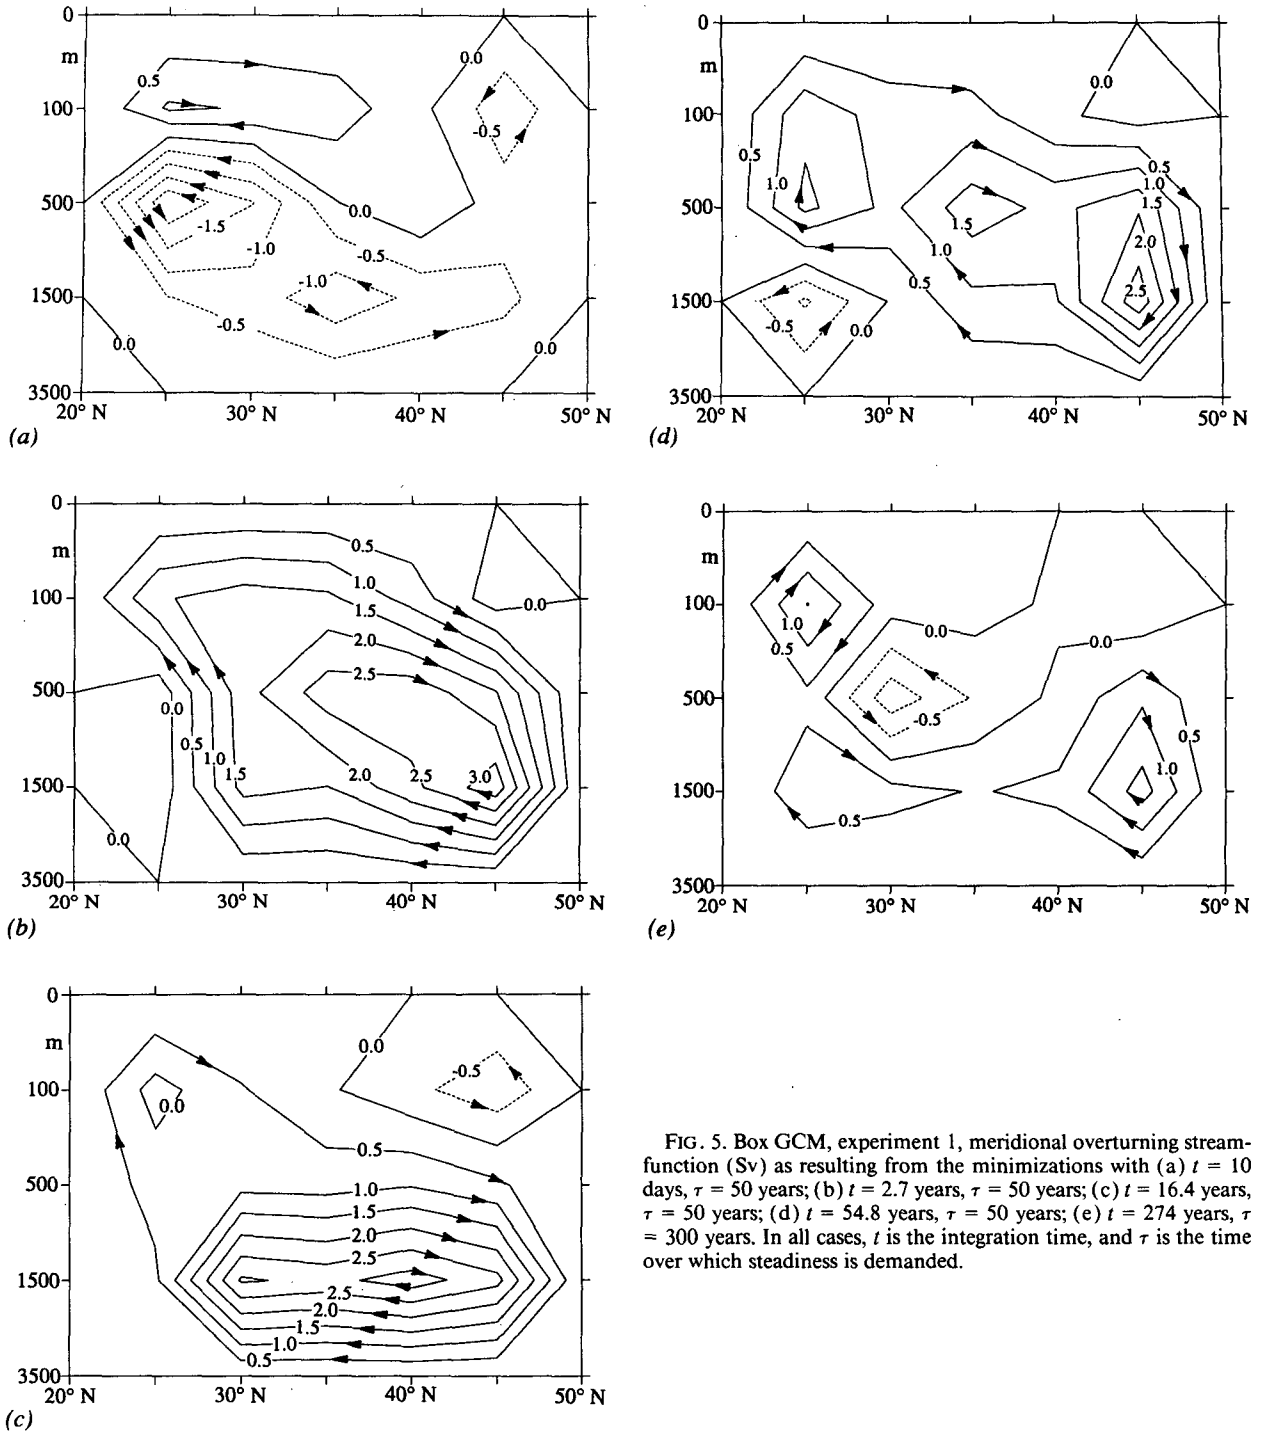 0
m
100
500
1500
3500
20° N
30° N
40° N
50° N
0.5
0.0
-0.5
0.0
-1.5
-1.0
-0.5
-1.0
-0.5
0.0
0.0
(a)
0
m
100
500
1500
3500
20° N
30° N
40° N
50° N
0.0
0.5
1.0
0.5
1.0
1.5
1.5
2.0
1.0
0.5
2.5
-0.5
0.0
(d)
0
m
100
500
1500
3500
20° N
30° N
40° N
50° N
0.5
1.0
1.5
0.0
2.0
2.5
0.0
0.5
1.0
1.5
2.0
2.5
3.0
0.0
(b)
0
m
100
500
1500
3500
20° N
30° N
40° N
50° N
1.0
0.5
0.0
0.0
-0.5
0.5
1.0
0.5
(e)
0
m
100
500
1500
3500
20° N
30° N
40° N
50° N
0.0
-0.5
0.0
0.5
1.0
1.5
2.0
2.5
2.5
2.0
1.5
1.0
0.5
(c)
FIG. 5. Box GCM, experiment 1, meridional overturning stream-
function (Sv) as resulting from the minimizations with (a) t = 10
days, τ = 50 years; (b) t = 2.7 years, τ = 50 years; (c) t = 16.4 years,
τ = 50 years; (d) t = 54.8 years, τ = 50 years; (e) t = 274 years, τ
= 300 years. In all cases, t is the integration time, and τ is the time
over which steadiness is demanded.